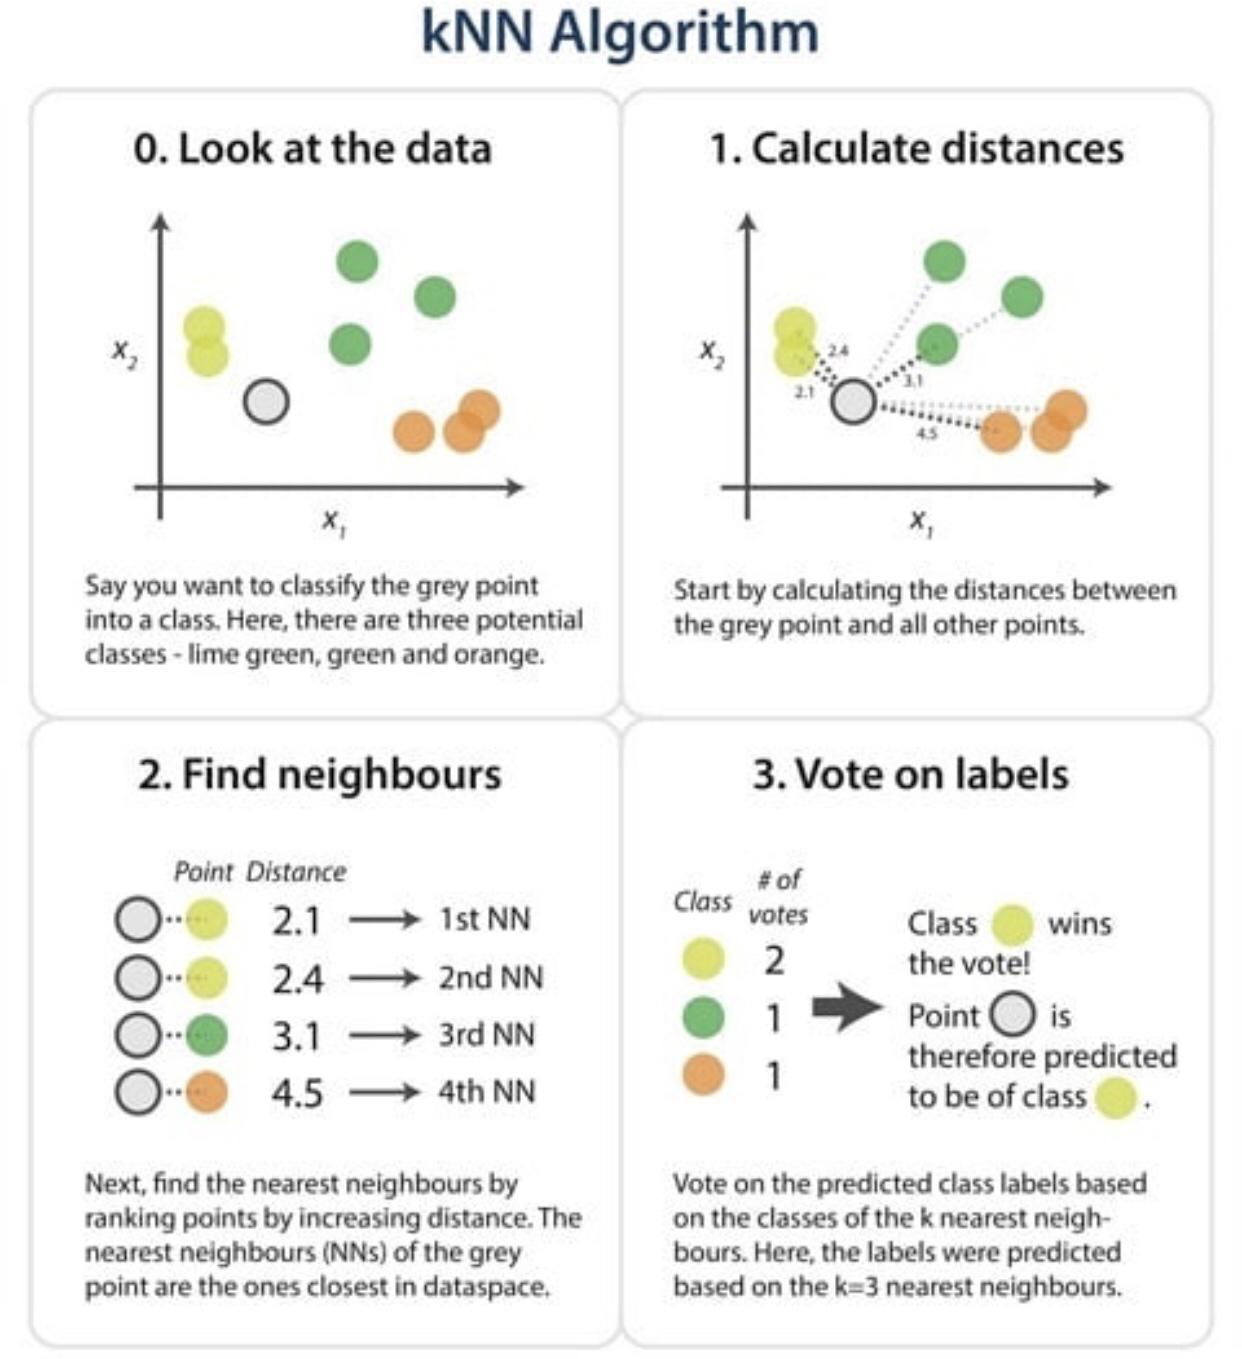 kNN Algorithm
0. Look at the data
X2
X1
Say you want to classify the grey point
into a class. Here, there are three potential
classes - lime green, green and orange.
1. Calculate distances
X2
2.4
2.1
3.1
4.5
X1
Start by calculating the distances between
the grey point and all other points.
2. Find neighbours
Point Distance
2.1 → 1st NN
2.4 → 2nd NN
3.1 → 3rd NN
4.5 → 4th NN
Next, find the nearest neighbours by
ranking points by increasing distance. The
nearest neighbours (NNs) of the grey
point are the ones closest in dataspace.
3. Vote on labels
Class # of
votes
2
1
1
Class wins
the vote!
Point is
therefore predicted
to be of class .
Vote on the predicted class labels based
on the classes of the k nearest neigh-
bours. Here, the labels were predicted
based on the k=3 nearest neighbours.